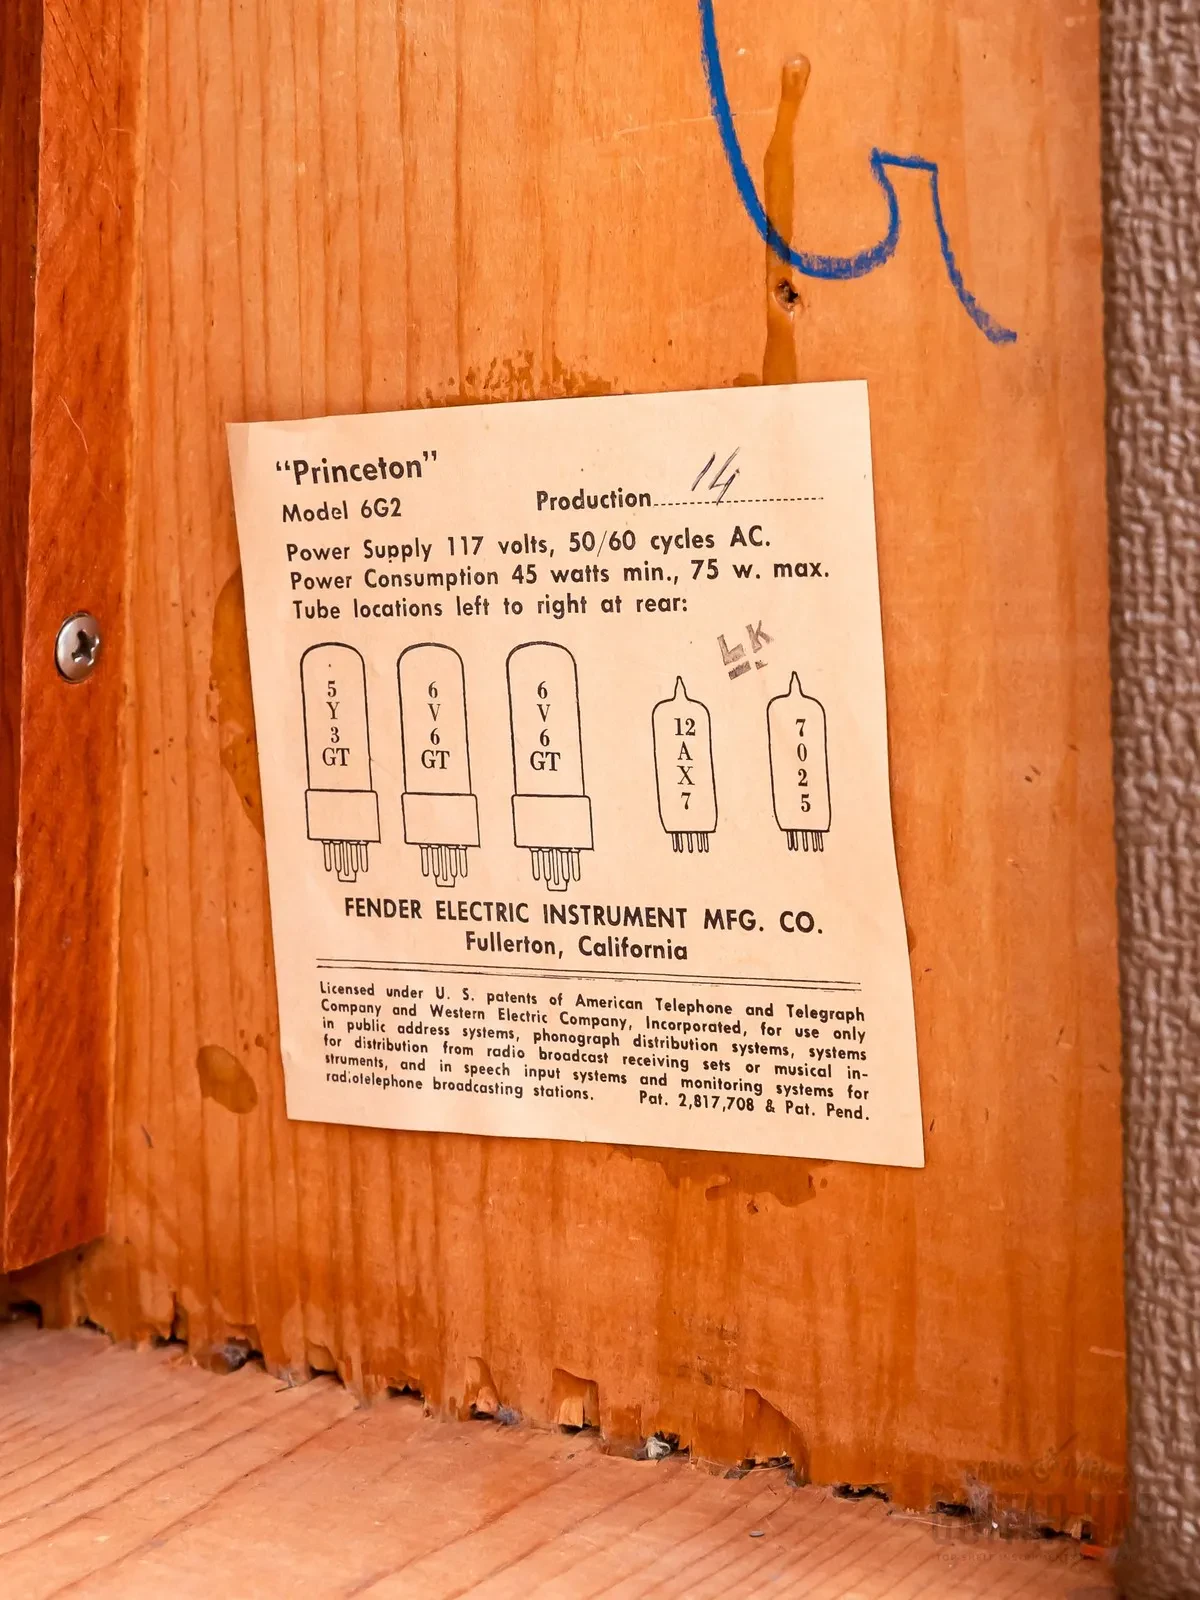 "Princeton"
Model 6G2 Production 14
Power Supply 117 volts, 50/60 cycles AC.
Power Consumption 45 watts min., 75 w. max.
Tube locations left to right at rear:
LK
5
Y
3
GT
6
V
6
GT
6
V
6
GT
12
A
X
7
7
0
2
5
FENDER ELECTRIC INSTRUMENT MFG. CO.
Fullerton, California
Licensed under U. S. patents of American Telephone and Telegraph
Company and Western Electric Company, Incorporated, for use only
in public address systems, phonograph distribution systems, systems
for distribution from radio broadcast receiving sets or musical in-
struments, and in speech input systems and monitoring systems for
radiotelephone broadcasting stations. Pat. 2,817,708 & Pat. Pend.
Mike & Mike